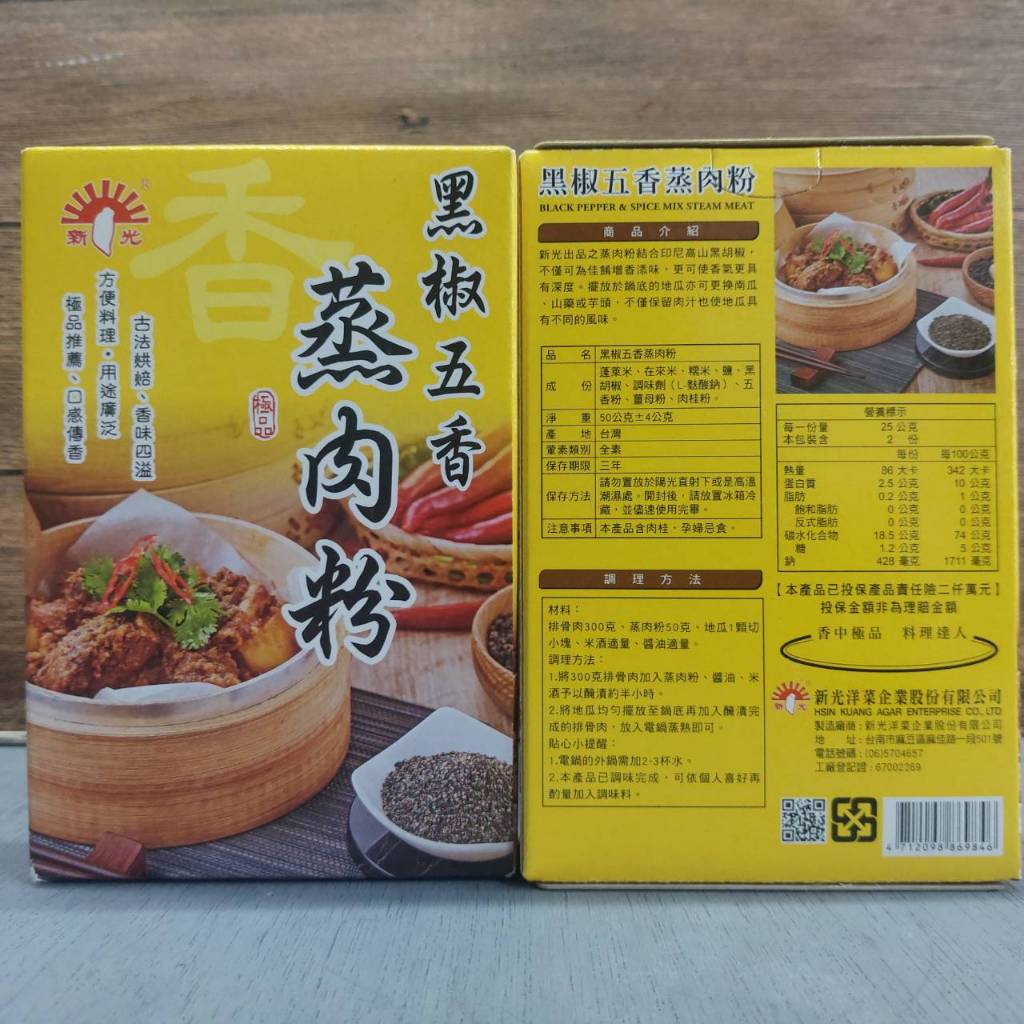 新光
®
香
黑椒五香
蒸肉粉
極品
古法烘焙、香味四溢
方便料理·用途廣泛
極品推薦、口感傳香
黑椒五香蒸肉粉
BLACK PEPPER & SPICE MIX STEAM MEAT
商品介紹
新光出品之蒸肉粉結合印尼高山黑胡椒,
不僅可為佳餚增香添味,更可使香氣更具
有深度。擺放於鍋底的地瓜亦可更換南瓜
、山藥或芋頭,不僅保留肉汁也使地瓜具
有不同的風味。
品名 黑椒五香蒸肉粉
成份 蓬萊米、在來米、糯米、鹽、黑
胡椒、調味劑(L-麩酸鈉)、五
香粉、薑母粉、肉桂粉。
淨重 50公克±4公克
產地 台灣
葷素類別 全素
保存期限 三年
保存方法 請勿置放於陽光直射下或是高溫
潮濕處。開封後,請放置冰箱冷
藏,並儘速使用完畢。
注意事項 本產品含肉桂,孕婦忌食。
調理方法
材料:
排骨肉300克、蒸肉粉50克、地瓜1顆切
小塊、米酒適量、醬油適量。
調理方法:
1.將300克排骨肉加入蒸肉粉、醬油、米
酒予以醃漬約半小時。
2.將地瓜均勻擺放至鍋底再加入醃漬完
成的排骨肉,放入電鍋蒸熟即可。
貼心小提醒:
1.電鍋的外鍋需加2-3杯水。
2.本產品已調味完成,可依個人喜好再
酌量加入調味料。
營養標示
每一份量 25 公克
本包裝含 2 份
每份 每100公克
熱量 86 大卡 342 大卡
蛋白質 2.5 公克 10 公克
脂肪 0.2 公克 1 公克
飽和脂肪 0 公克 0 公克
反式脂肪 0 公克 0 公克
碳水化合物 18.5 公克 74 公克
糖 1.2 公克 5 公克
鈉 428 毫克 1711 毫克
【本產品已投保產品責任險二仟萬元】
投保金額非為理賠金額
香中極品 料理達人
新光
新光洋菜企業股份有限公司
HSIN KUANG AGAR ENTERPRISE CO., LTD
製造廠商:新光洋菜企業股份有限公司
地址:台南市麻豆區麻佳路一段501號
電話號碼:(06)5704657
工廠登記證:67002269
4 712098 869846